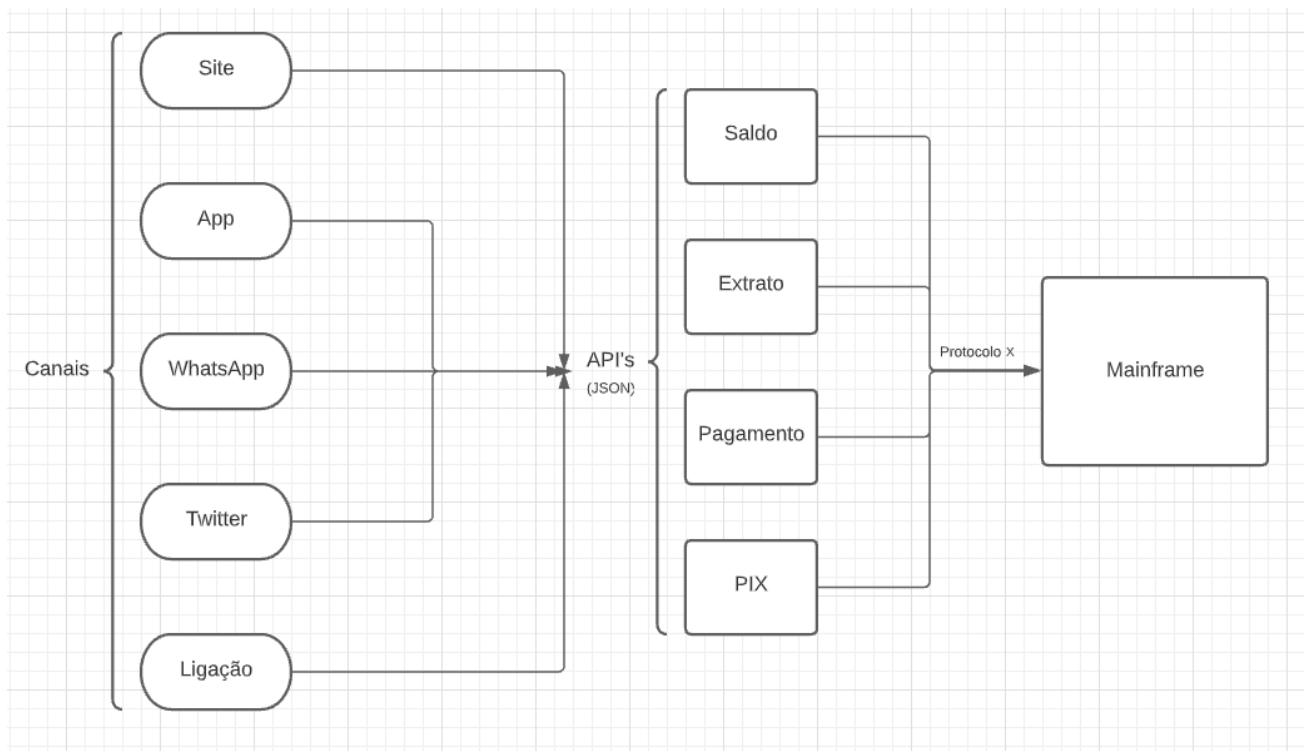 Canais
Site
App
WhatsApp
Twitter
Ligação
API's
(JSON)
Saldo
Extrato
Pagamento
PIX
Protocolo X
Mainframe